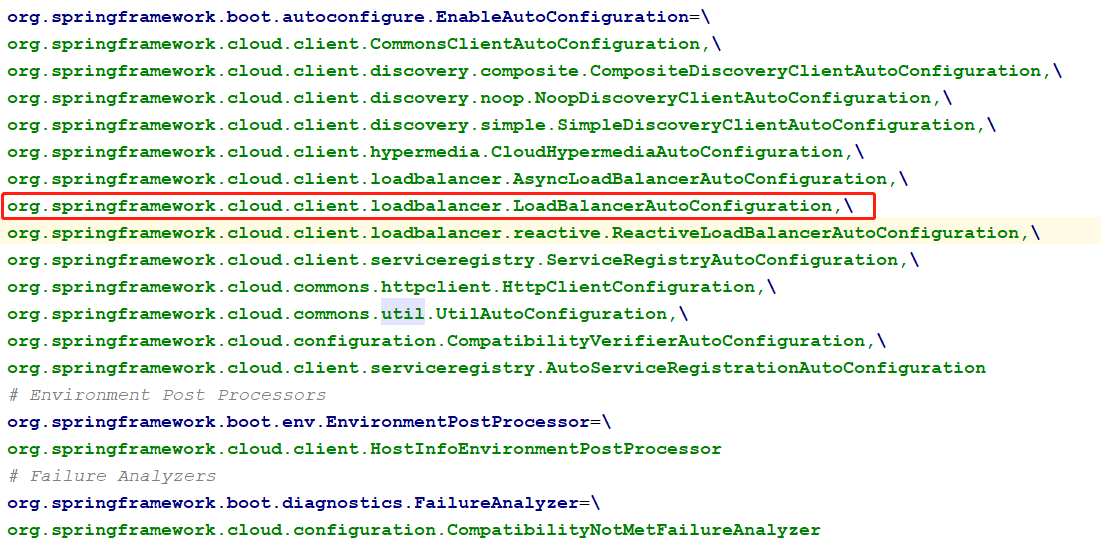 org.springframework.boot.autoconfigure.EnableAutoConfiguration=\
org.springframework.cloud.client.CommonsClientAutoConfiguration,\
org.springframework.cloud.client.discovery.composite.CompositeDiscoveryClientAutoConfiguration,\
org.springframework.cloud.client.discovery.noop.NoopDiscoveryClientAutoConfiguration,\
org.springframework.cloud.client.discovery.simple.SimpleDiscoveryClientAutoConfiguration,\
org.springframework.cloud.client.hypermedia.CloudHypermediaAutoConfiguration,\
org.springframework.cloud.client.loadbalancer.AsyncLoadBalancerAutoConfiguration,\
org.springframework.cloud.client.loadbalancer.LoadBalancerAutoConfiguration,\
org.springframework.cloud.client.loadbalancer.reactive.ReactiveLoadBalancerAutoConfiguration,\
org.springframework.cloud.client.serviceregistry.ServiceRegistryAutoConfiguration,\
org.springframework.cloud.commons.httpclient.HttpClientConfiguration,\
org.springframework.cloud.commons.util.UtilAutoConfiguration,\
org.springframework.cloud.configuration.CompatibilityVerifierAutoConfiguration,\
org.springframework.cloud.client.serviceregistry.AutoServiceRegistrationAutoConfiguration
# Environment Post Processors
org.springframework.boot.env.EnvironmentPostProcessor=\
org.springframework.cloud.client.HostInfoEnvironmentPostProcessor
# Failure Analyzers
org.springframework.boot.diagnostics.FailureAnalyzer=\
org.springframework.cloud.configuration.CompatibilityNotMetFailureAnalyzer